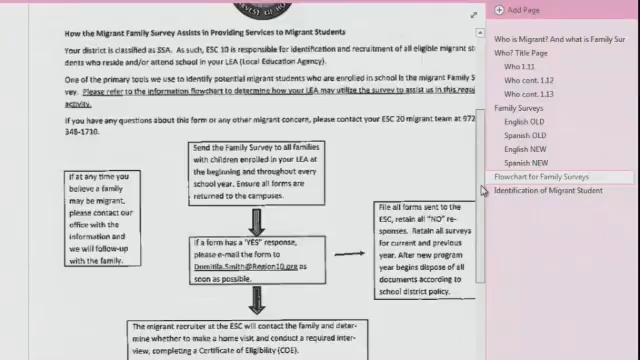 How the Migrant Family Survey Assists in Providing Services to Migrant Students
Your district is classified as SSA. As such, ESC 10 is responsible for identification and recruitment of all eligible migrant st
dents who reside and/or attend school in your LEA (Local Education Agency).
One of the primary tools we use to identify potential migrant students who are enrolled in school is the migrant Family S
vey. Please refer to the information flowchart to determine how your LEA may utilize the survey to assist us in this requi
activity.
If you have any questions about this form or any other migrant concern, please contact your ESC 20 migrant team at 972
348-1710.
If at any time you
believe a family
may be migrant,
please contact our
office with the
information and
we will follow-up
with the family.
Send the Family Survey to all families
with children enrolled in your LEA at
the beginning and throughout every
school year. Ensure all forms are
returned to the campuses.
If a form has a "YES" response,
please e-mail the form to
Domitila.Smith@Region10.org as
soon as possible.
File all forms sent to the
ESC, retain all "NO" re-
sponses. Retain all surveys
for current and previous
year. After new program
year begins dispose of all
documents according to
school district policy.
The migrant recruiter at the ESC will contact the family and deter-
mine whether to make a home visit and conduct a required inter-
view, completing a Certificate of Eligibility (COE).
Add Page
Who is Migrant? And what is Family Sur
Who? Title Page
Who 1.11
Who cont. 1.12
Who cont. 1.13
Family Surveys
English OLD
Spanish OLD
English NEW
Spanish NEW
Flowchart for Family Surveys
Identification of Migrant Student